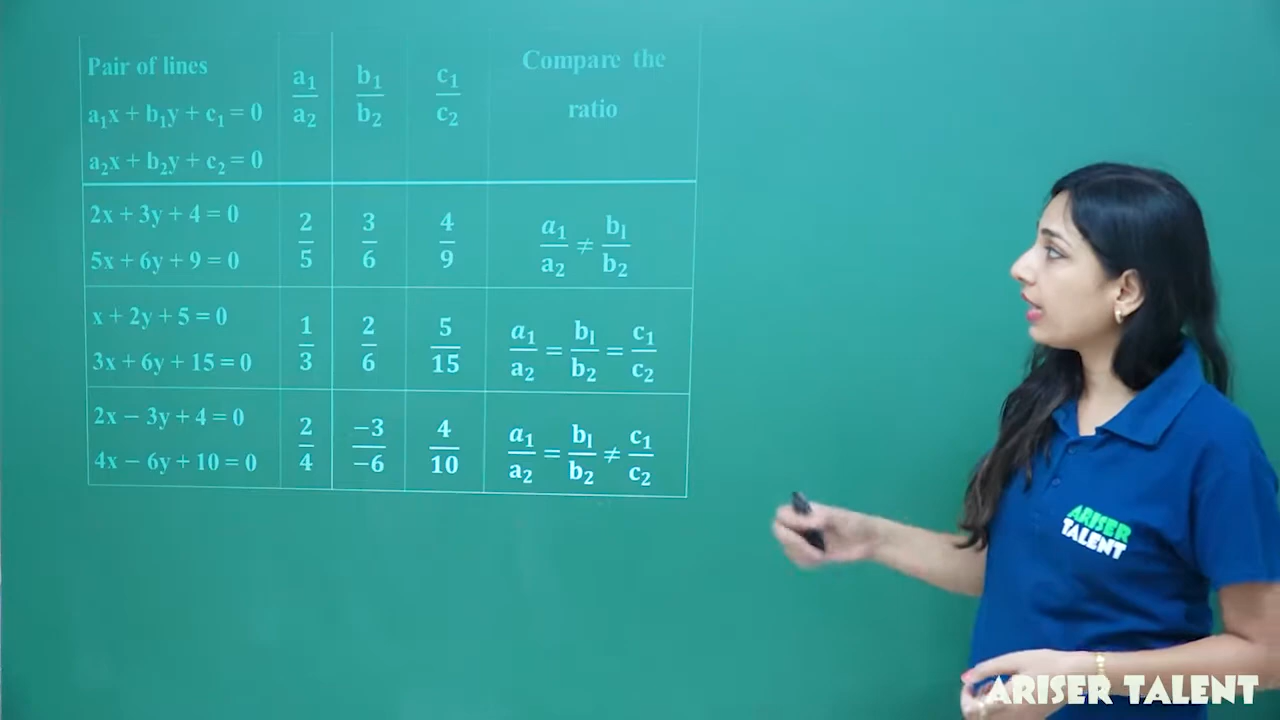 Pair of lines
a₁x + b₁y + c₁ = 0
a₂x + b₂y + c₂ = 0
a₁/a₂
b₁/b₂
c₁/c₂
Compare the
ratio
2x + 3y + 4 = 0
5x + 6y + 9 = 0
2/5
3/6
4/9
a₁/a₂ ≠ b₁/b₂
x + 2y + 5 = 0
3x + 6y + 15 = 0
1/3
2/6
5/15
a₁/a₂ = b₁/b₂ = c₁/c₂
2x − 3y + 4 = 0
4x − 6y + 10 = 0
2/4
−3/−6
4/10
a₁/a₂ = b₁/b₂ ≠ c₁/c₂
ARISER
TALENT
ARISER TALENT